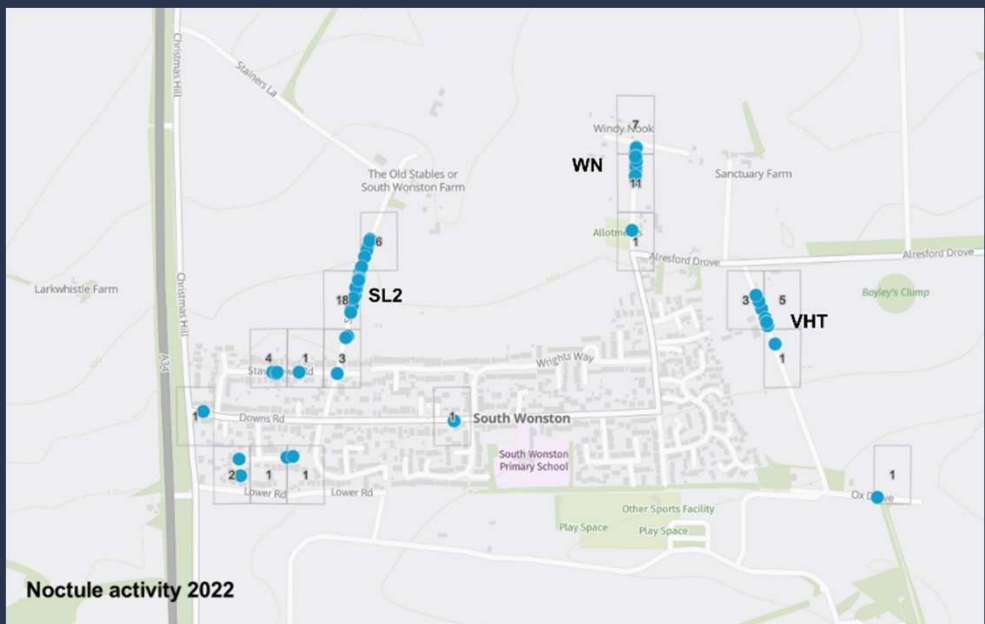 Christmas Hill
Stainers La
7
Windy Nook
WN
11
The Old Stables or
South Wonston Farm
Sanctuary Farm
6
Allotments
1
Alresford Drove
Alresford Drove
Larkwhistle Farm
Christmas Hill
18
SL2
3
5
Bayley's Clump
VHT
A34
4
1
3
1
Wrights Way
1
Downs Rd
1
South Wonston
South Wonston
Primary School
2
1
1
1
Lower Rd
Lower Rd
Ox Drove
Other Sports Facility
Play Space
Play Space
Noctule activity 2022